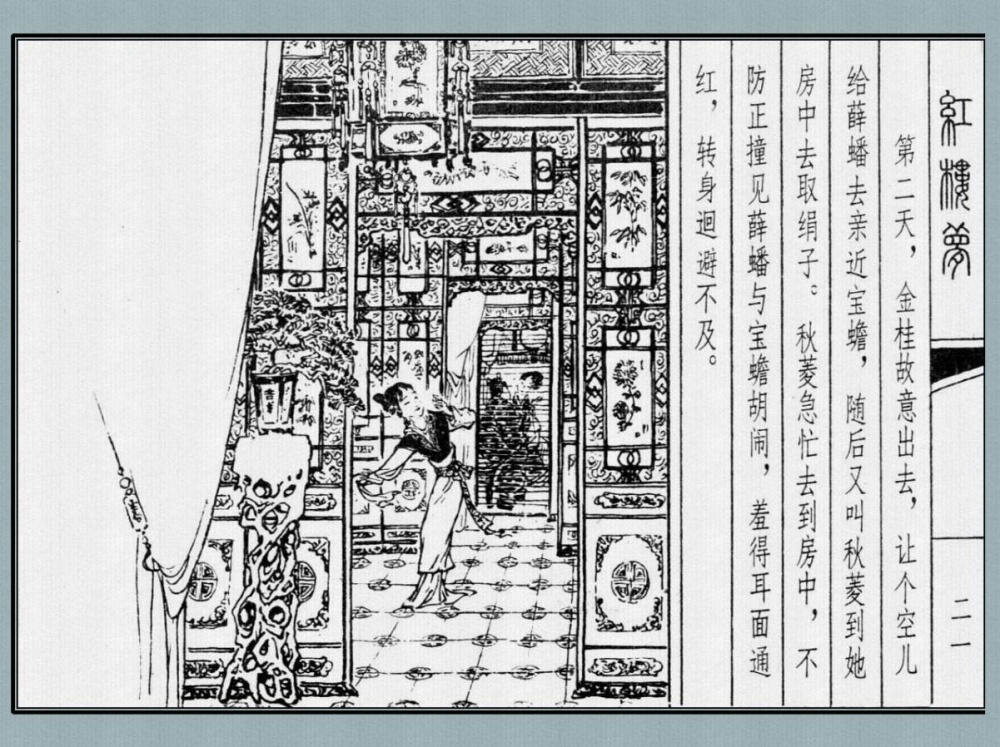 红楼梦
二一
第二天，金桂故意出去，让个空儿
给薛蟠去亲近宝蟾，随后又叫秋菱到她
房中去取绢子。秋菱急忙去到房中，不
防正撞见薛蟠与宝蟾胡闹，羞得耳面通
红，转身迴避不及。